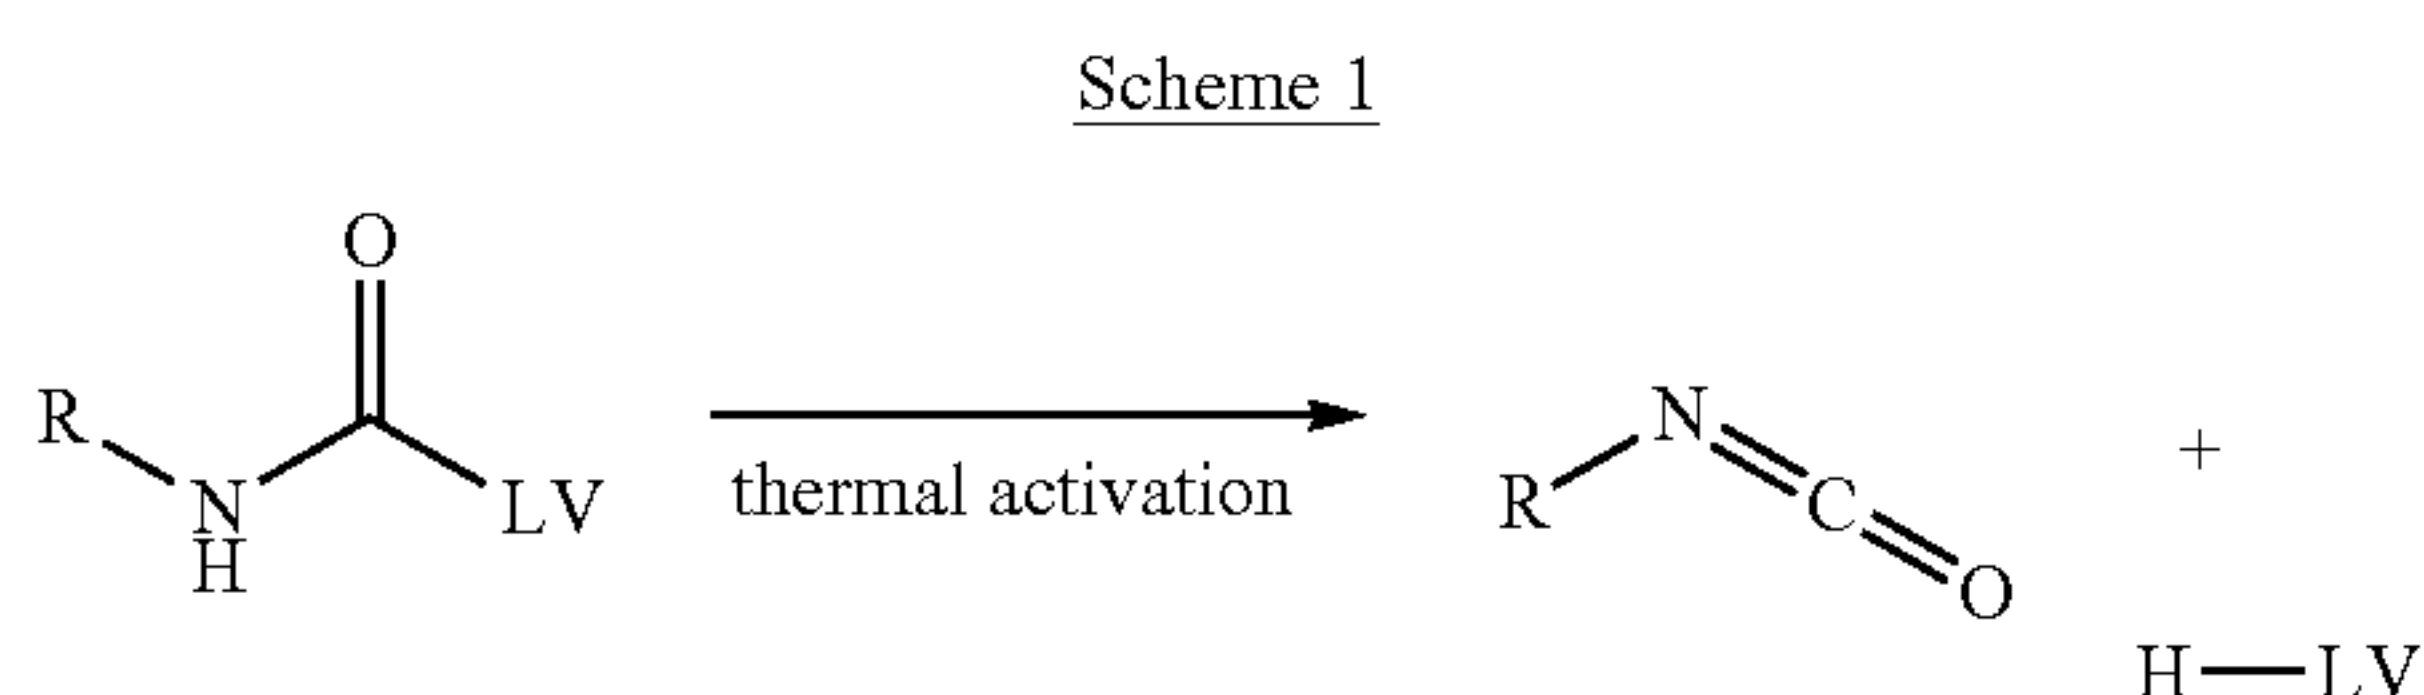 Scheme 1
O
R
N
H
LV
thermal activation
R
N
C
O
+
H
LV